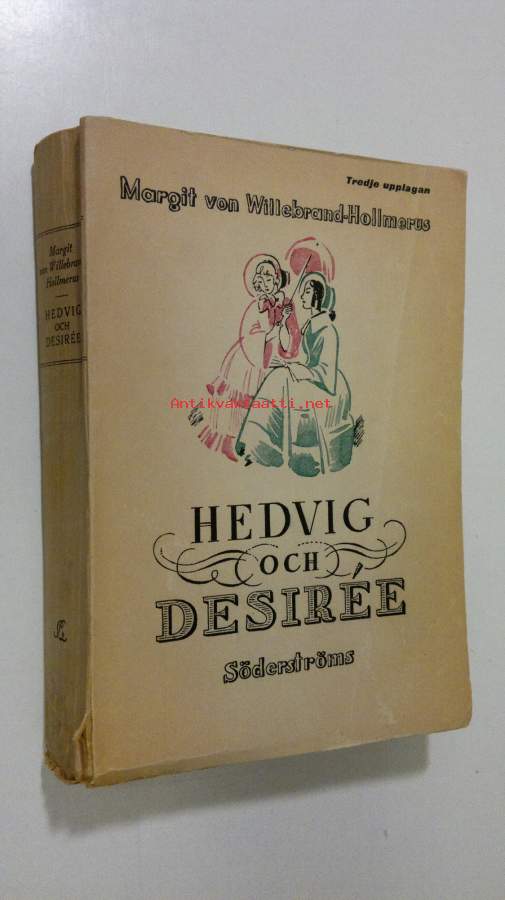 Tredje upplagan
Margit von Willebrand-Hollmerus
HEDVIG
OCH
DESIRÉE
Söderströms
Margit
von Willebrand
Hollmerus
HEDVIG
OCH
DESIRÉE
Antikvariaatti.net